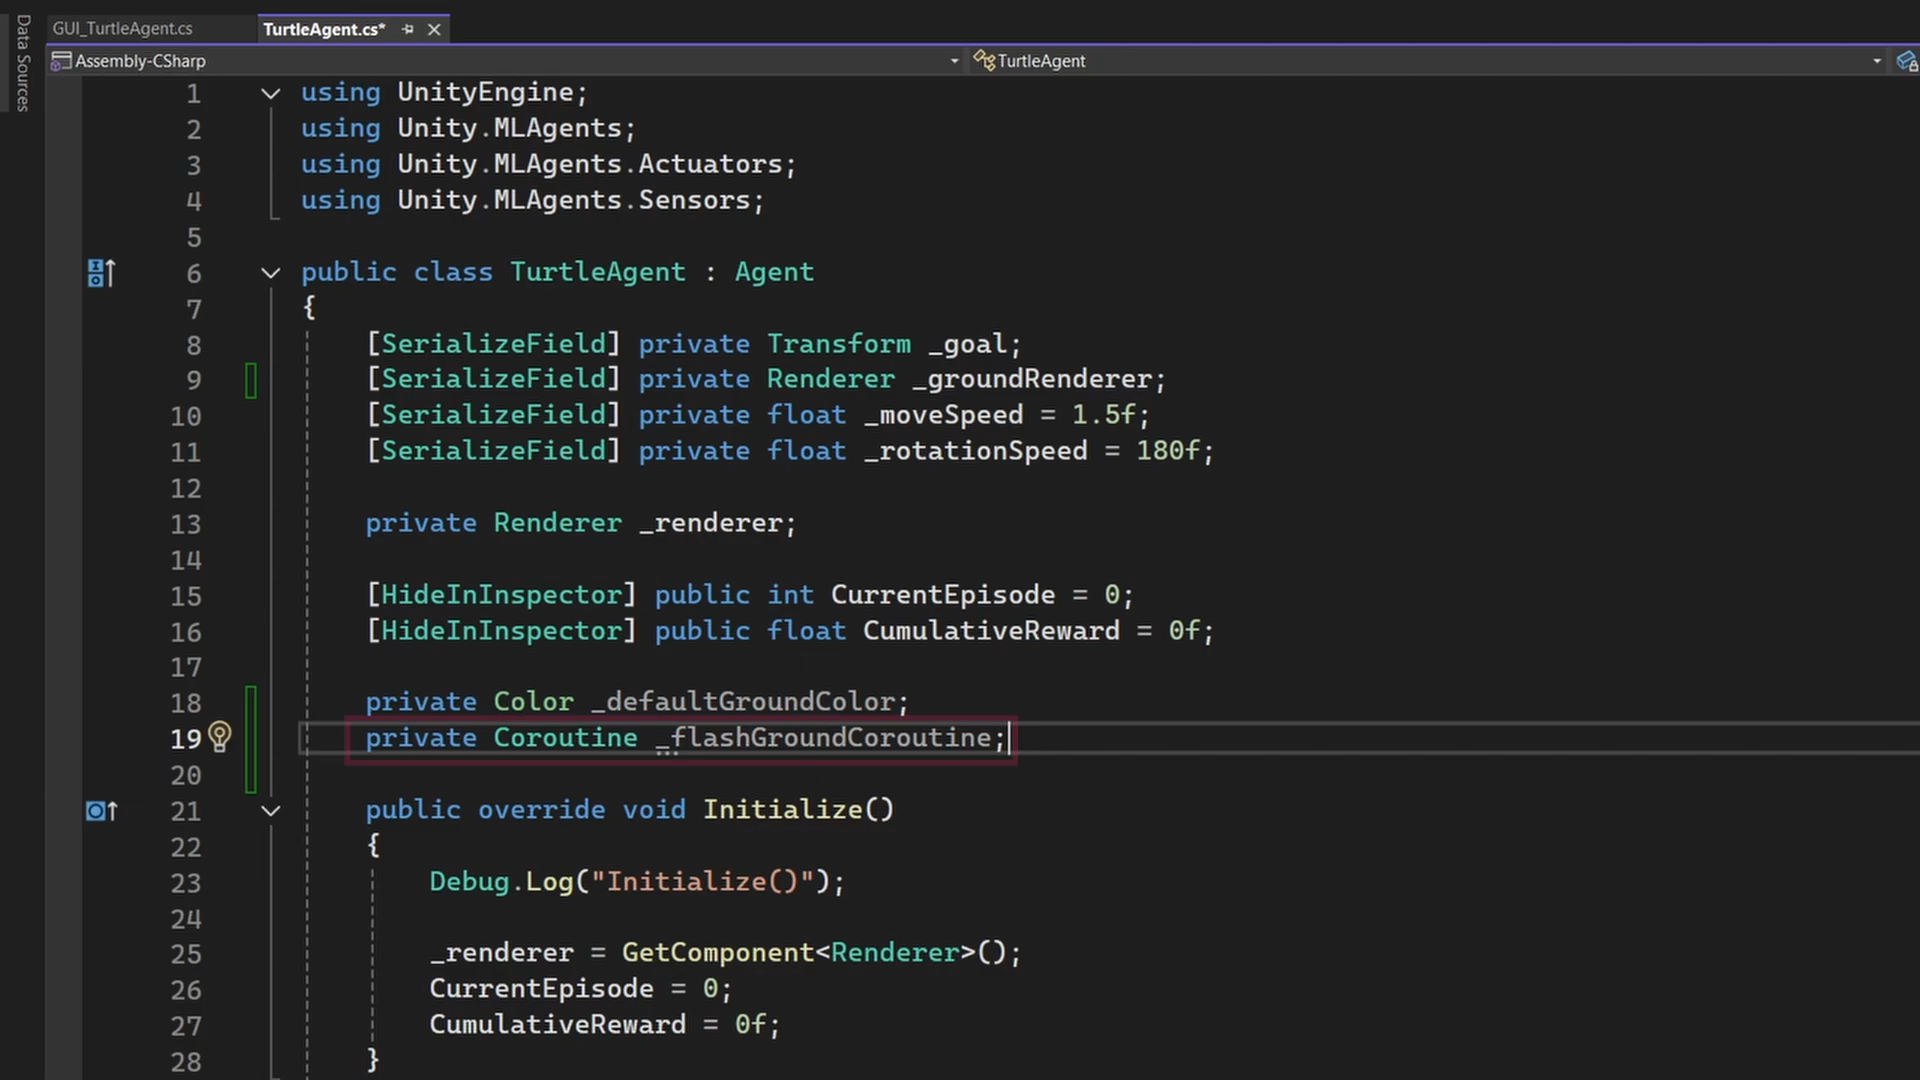 Data Sources
GUI_TurtleAgent.cs TurtleAgent.cs*
Assembly-CSharp TurtleAgent
1 using UnityEngine;
2 using Unity.MLAgents;
3 using Unity.MLAgents.Actuators;
4 using Unity.MLAgents.Sensors;
5
6 public class TurtleAgent : Agent
7 {
8 [SerializeField] private Transform _goal;
9 [SerializeField] private Renderer _groundRenderer;
10 [SerializeField] private float _moveSpeed = 1.5f;
11 [SerializeField] private float _rotationSpeed = 180f;
12
13 private Renderer _renderer;
14
15 [HideInInspector] public int CurrentEpisode = 0;
16 [HideInInspector] public float CumulativeReward = 0f;
17
18 private Color _defaultGroundColor;
19 private Coroutine _flashGroundCoroutine;
20
21 public override void Initialize()
22 {
23 Debug.Log("Initialize()");
24
25 _renderer = GetComponent<Renderer>();
26 CurrentEpisode = 0;
27 CumulativeReward = 0f;
28 }